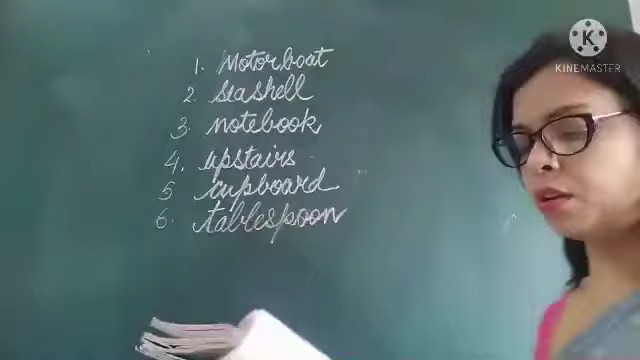 KINEMASTER
1. Motorboat
2. seashell
3. notebook
4. upstairs
5 cupboard
6. tablespoon